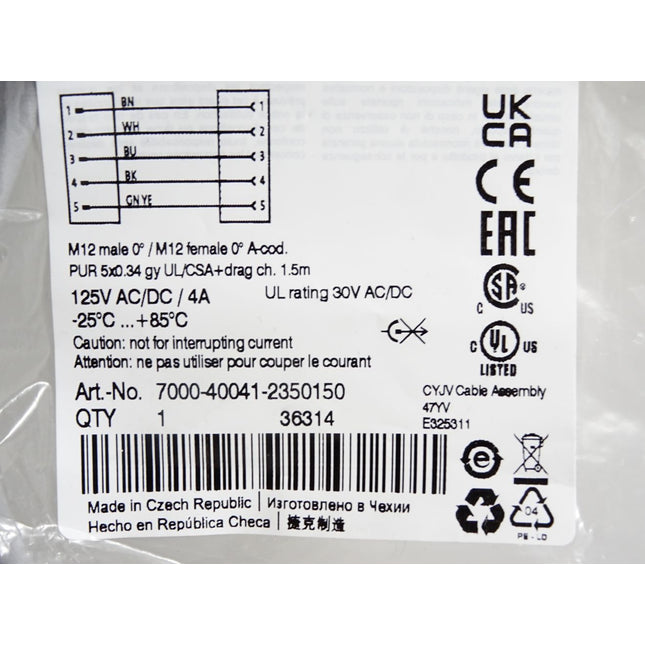 1 BN 1
2 WH 2
3 BU 3
4 BK 4
5 GNYE 5
M12 male 0° / M12 female 0° A-cod.
PUR 5x0.34 gy UL/CSA+drag ch. 1.5m
125V AC/DC / 4A UL rating 30V AC/DC
-25°C ...+85°C
Caution: not for interrupting current
Attention: ne pas utiliser pour couper le courant
Art.-No. 7000-40041-2350150
QTY 1 36314
Made in Czech Republic | Изготовлено в Чехии
Hecho en República Checa | 捷克制造
UK
CA
CE
EAC
C SA ® US
C UL US
LISTED
CYJV Cable Assembly
47YV
E325311
e
04
PE-LD